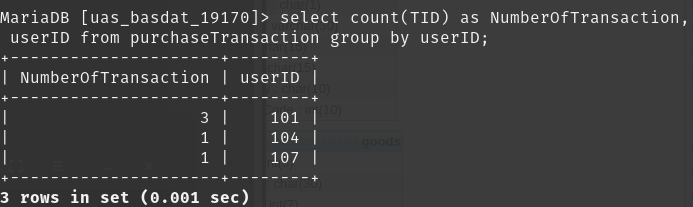 MariaDB [uas_basdat_19170]> select count(TID) as NumberOfTransaction,
 userID from purchaseTransaction group by userID;
+---------------------+--------+
| NumberOfTransaction | userID |
+---------------------+--------+
|                   3 |    101 |
|                   1 |    104 |
|                   1 |    107 |
+---------------------+--------+
3 rows in set (0.001 sec)
goods